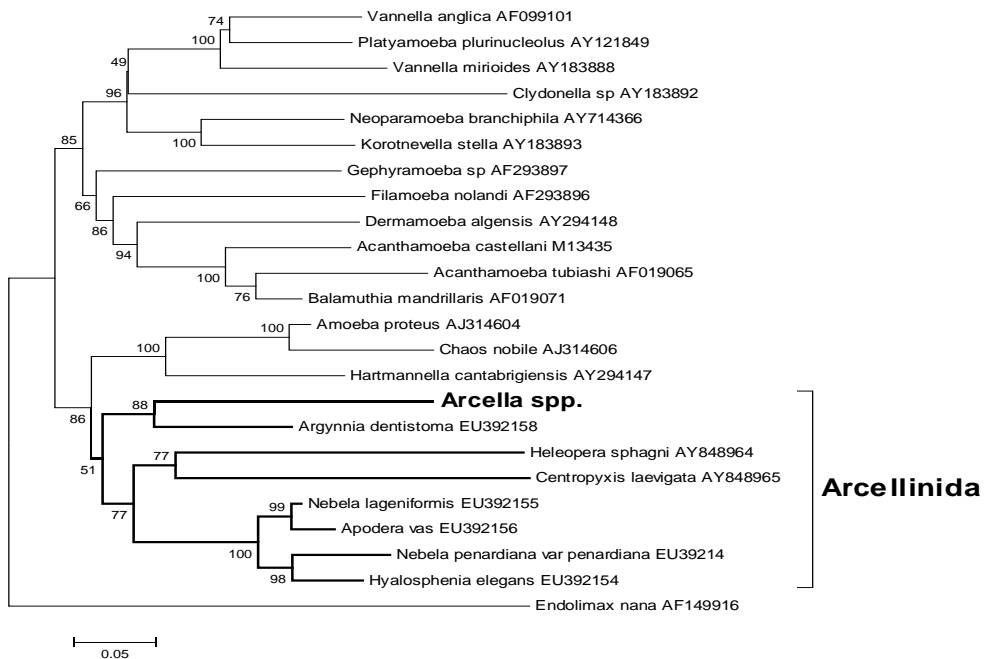 Vannella anglica AF099101
74
Platyamoeba plurinucleolus AY121849
100
Vannella mirioides AY183888
49
Clydonella sp AY183892
96
Neoparamoeba branchiphila AY714366
100
Korotnevella stella AY183893
85
Gephyramoeba sp AF293897
66
Filamoeba nolandi AF293896
86
Dermamoeba algensis AY294148
94
Acanthamoeba castellani M13435
100
Acanthamoeba tubiashi AF019065
76
Balamuthia mandrillaris AF019071
Amoeba proteus AJ314604
100
Chaos nobile AJ314606
100
Hartmannella cantabrigiensis AY294147
86
Arcella spp.
88
Argynnia dentistoma EU392158
51
Heleopera sphagni AY848964
77
Centropyxis laevigata AY848965
Arcellinida
77
Nebela lageniformis EU392155
99
Apodera vas EU392156
100
Nebela penardiana var penardiana EU39214
98
Hyalosphenia elegans EU392154
Endolimax nana AF149916
0.05